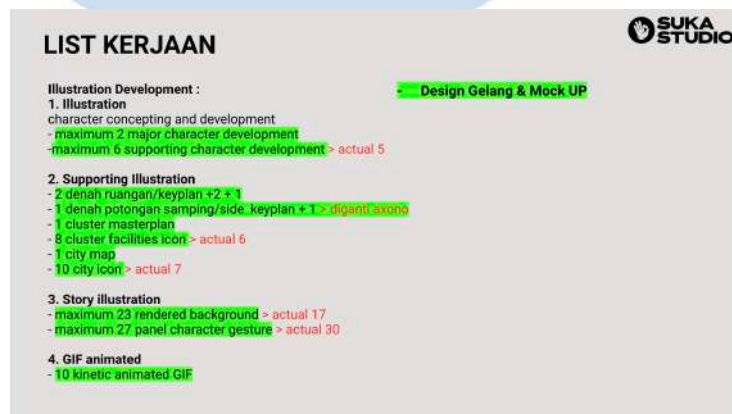 LIST KERJAAN
SUKA
STUDIO
Illustration Development :
1. Illustration
character concepting and development
- maximum 2 major character development
-maximum 6 supporting character development > actual 5
- Design Gelang & Mock UP
2. Supporting Illustration
- 2 denah ruangan/keyplan +2 + 1
- 1 denah potongan samping/side keyplan + 1 > diganti axono
- 1 cluster masterplan
- 8 cluster facilities icon > actual 6
- 1 city map
- 10 city icon > actual 7
3. Story illustration
- maximum 23 rendered background > actual 17
- maximum 27 panel character gesture > actual 30
4. GIF animated
- 10 kinetic animated GIF